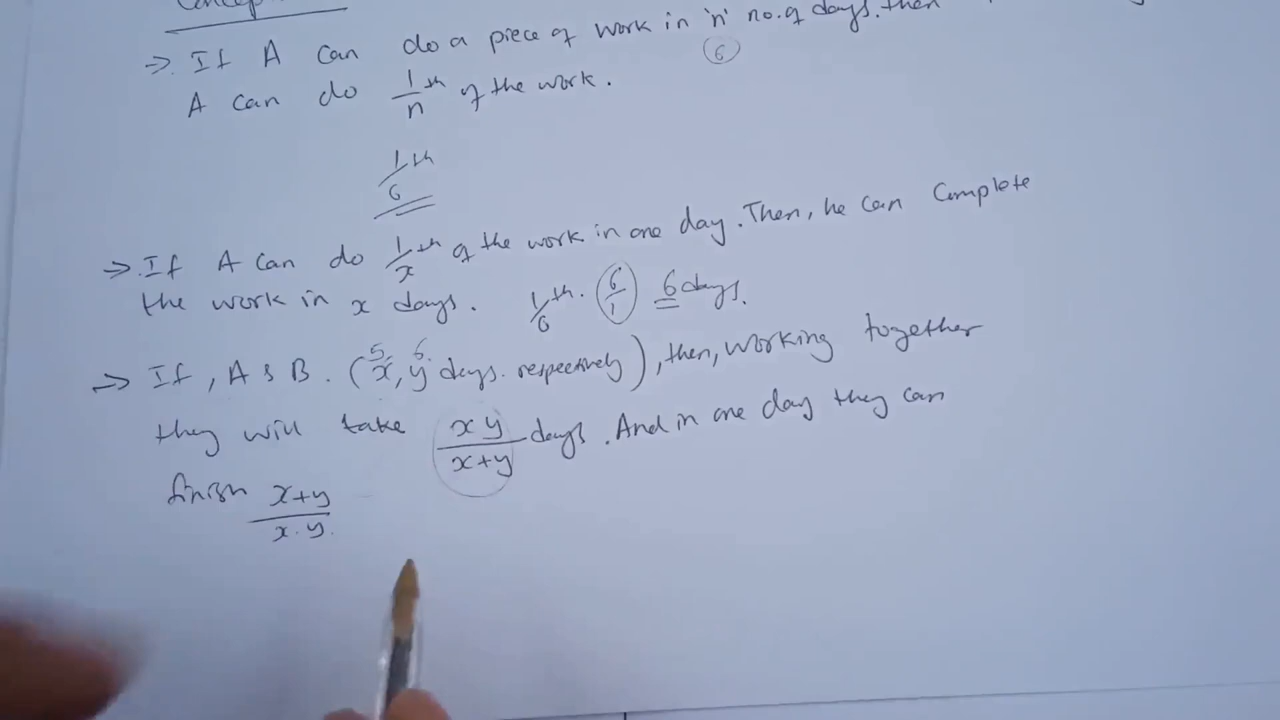 Concep
=> If A can do a piece of work in 'n' no. of days. then
(6)
A can do 1/n th of the work.
1/6 th
=> If A can do 1/x th of the work in one day. Then, he can complete
the work in x days. 1/6 th. (6/1) 6 days.
5, 6.
=> If, A & B. (x, y days. respectively), then, working together
they will take xy/x+y days. And in one day they can
finish x+y/x.y.